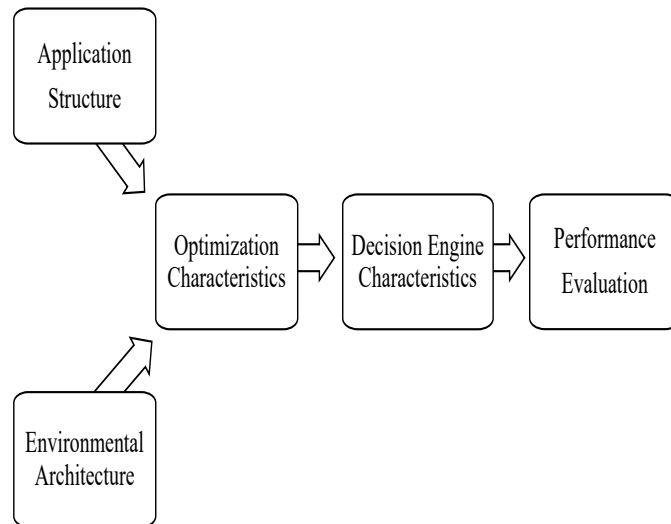 Application
Structure
Optimization
Characteristics
Decision Engine
Characteristics
Performance
Evaluation
Environmental
Architecture